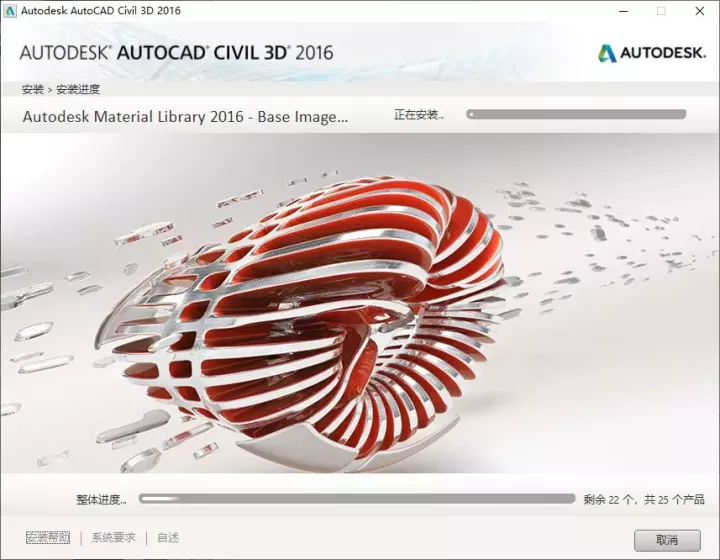 Autodesk AutoCAD Civil 3D 2016
AUTODESK® AUTOCAD® CIVIL 3D® 2016
AUTODESK.
安装 > 安装进度
Autodesk Material Library 2016 - Base Image...
正在安装...
整体进度...
剩余 22 个，共 25 个产品
安装帮助 | 系统要求 | 自述
取消